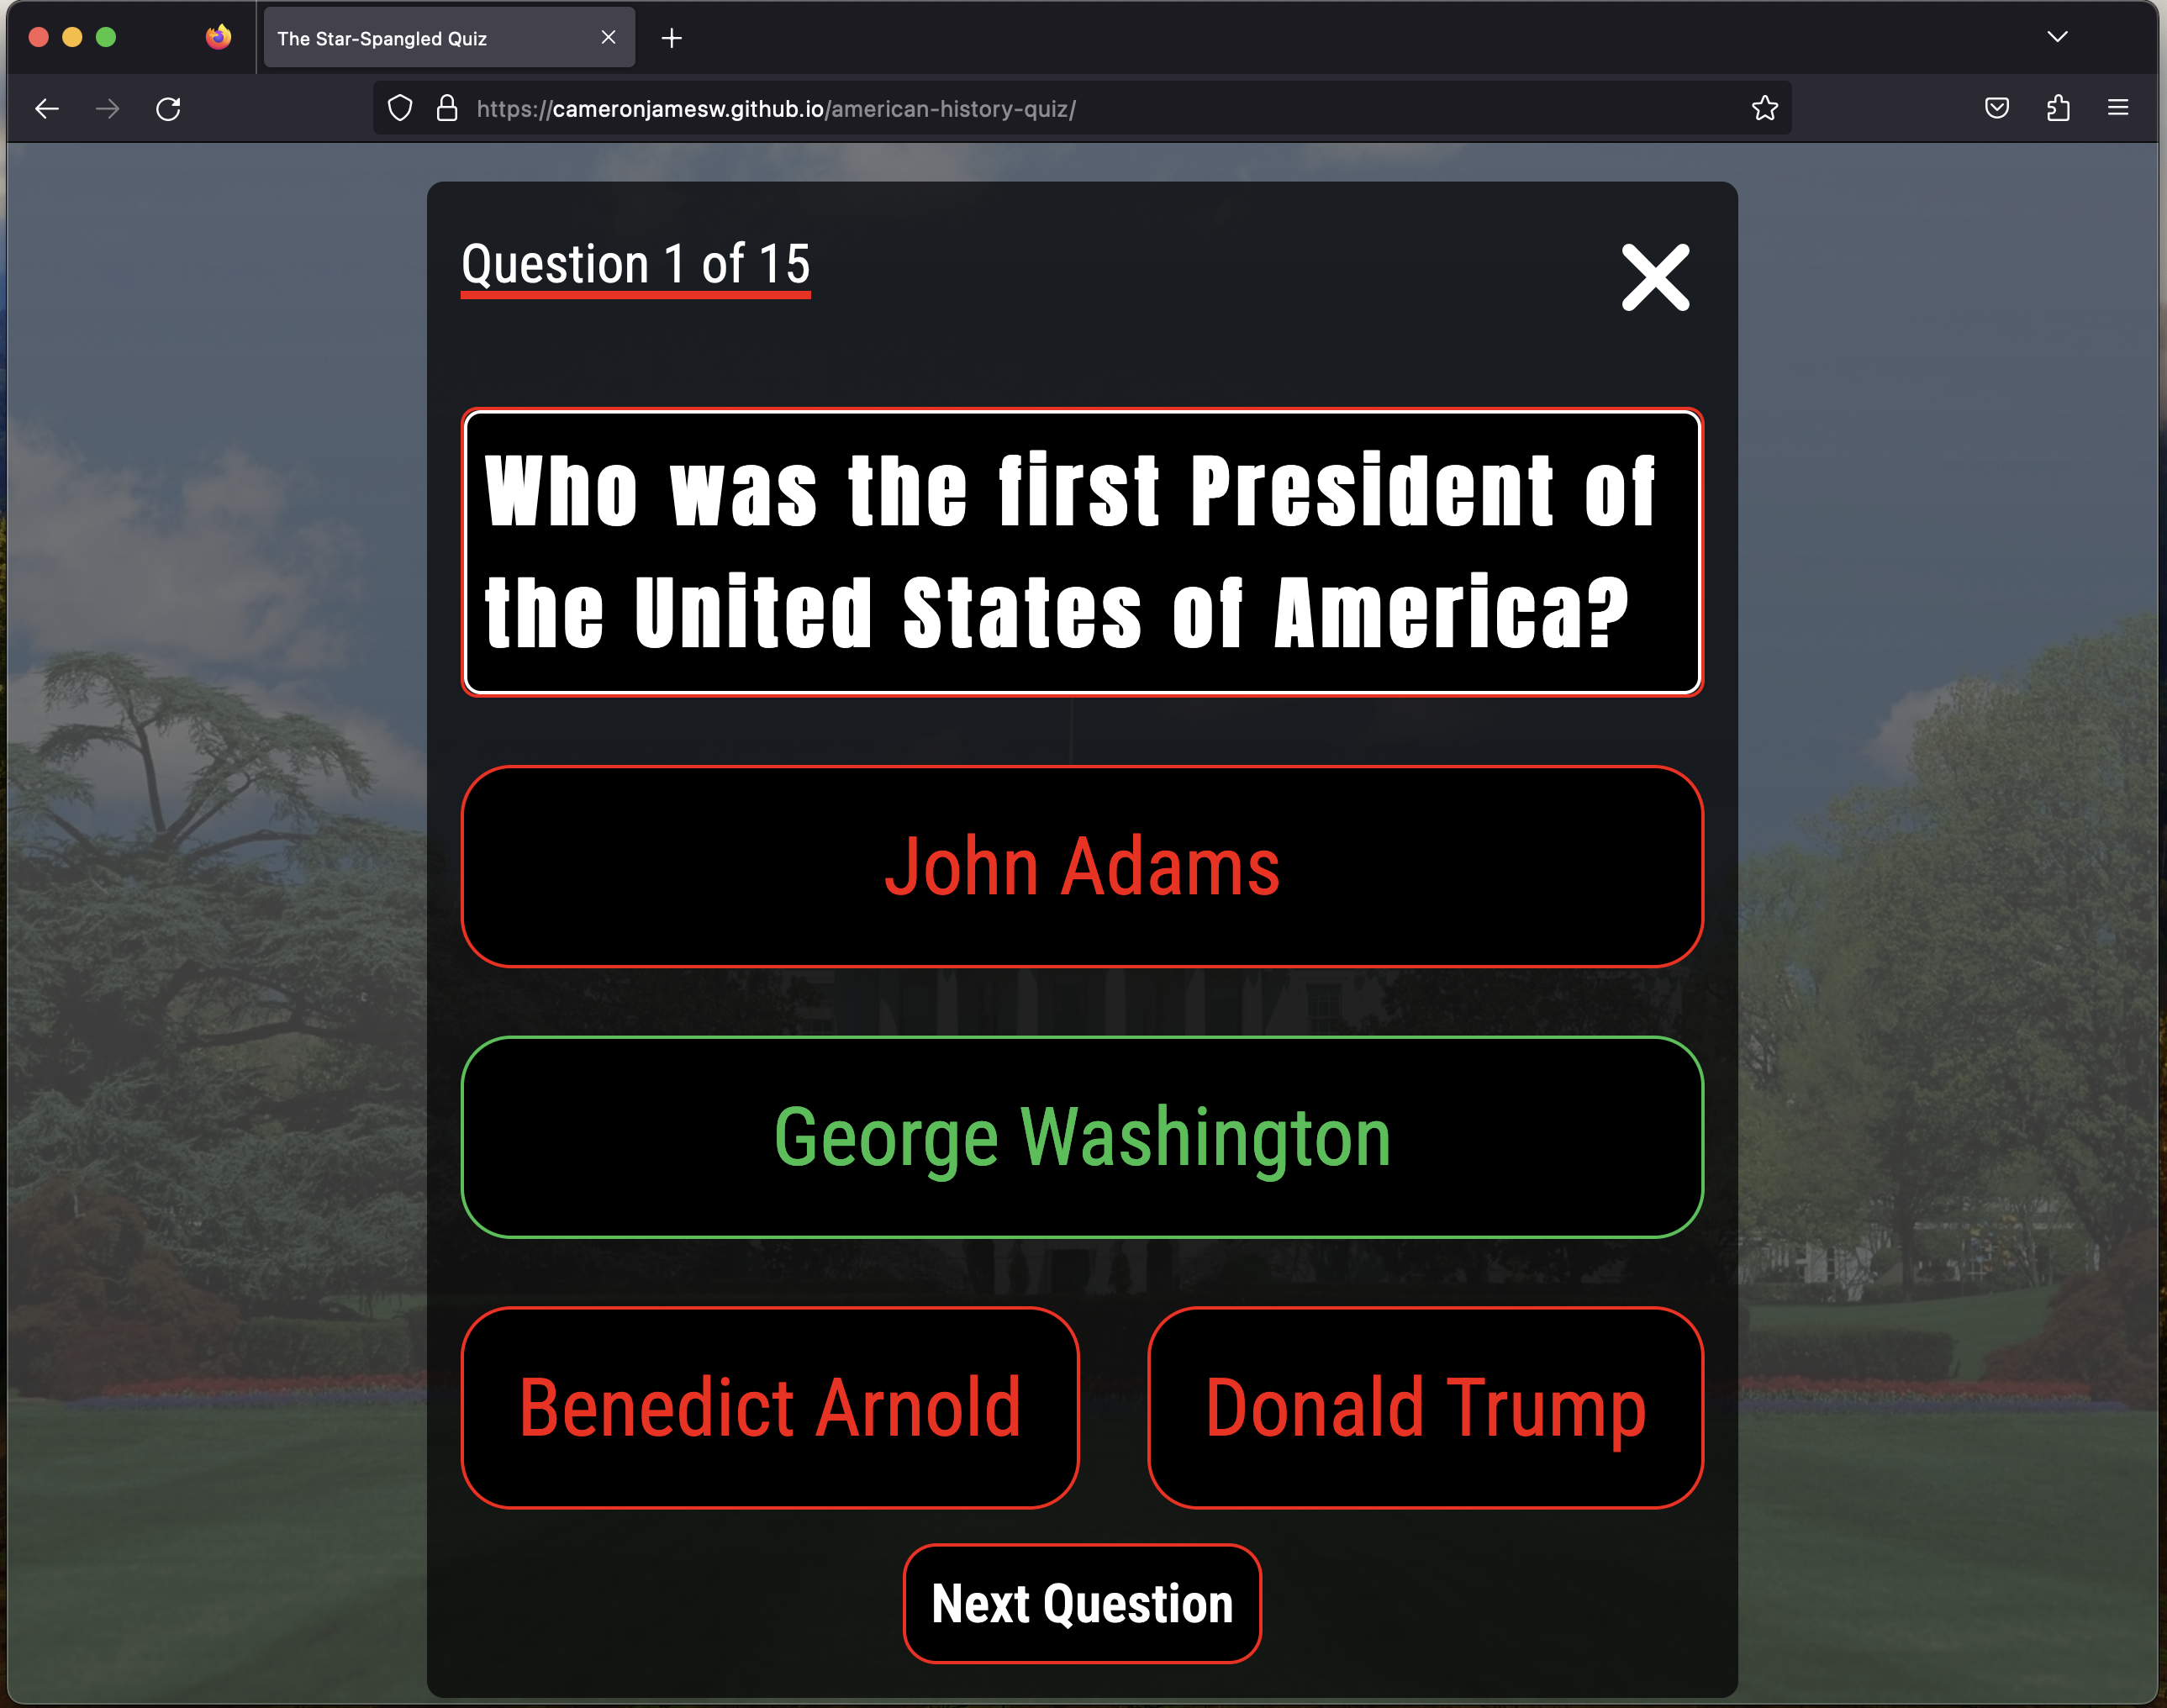 The Star-Spangled Quiz
https://cameronjamesw.github.io/american-history-quiz/
Question 1 of 15
Who was the first President of
the United States of America?
John Adams
George Washington
Benedict Arnold
Donald Trump
Next Question